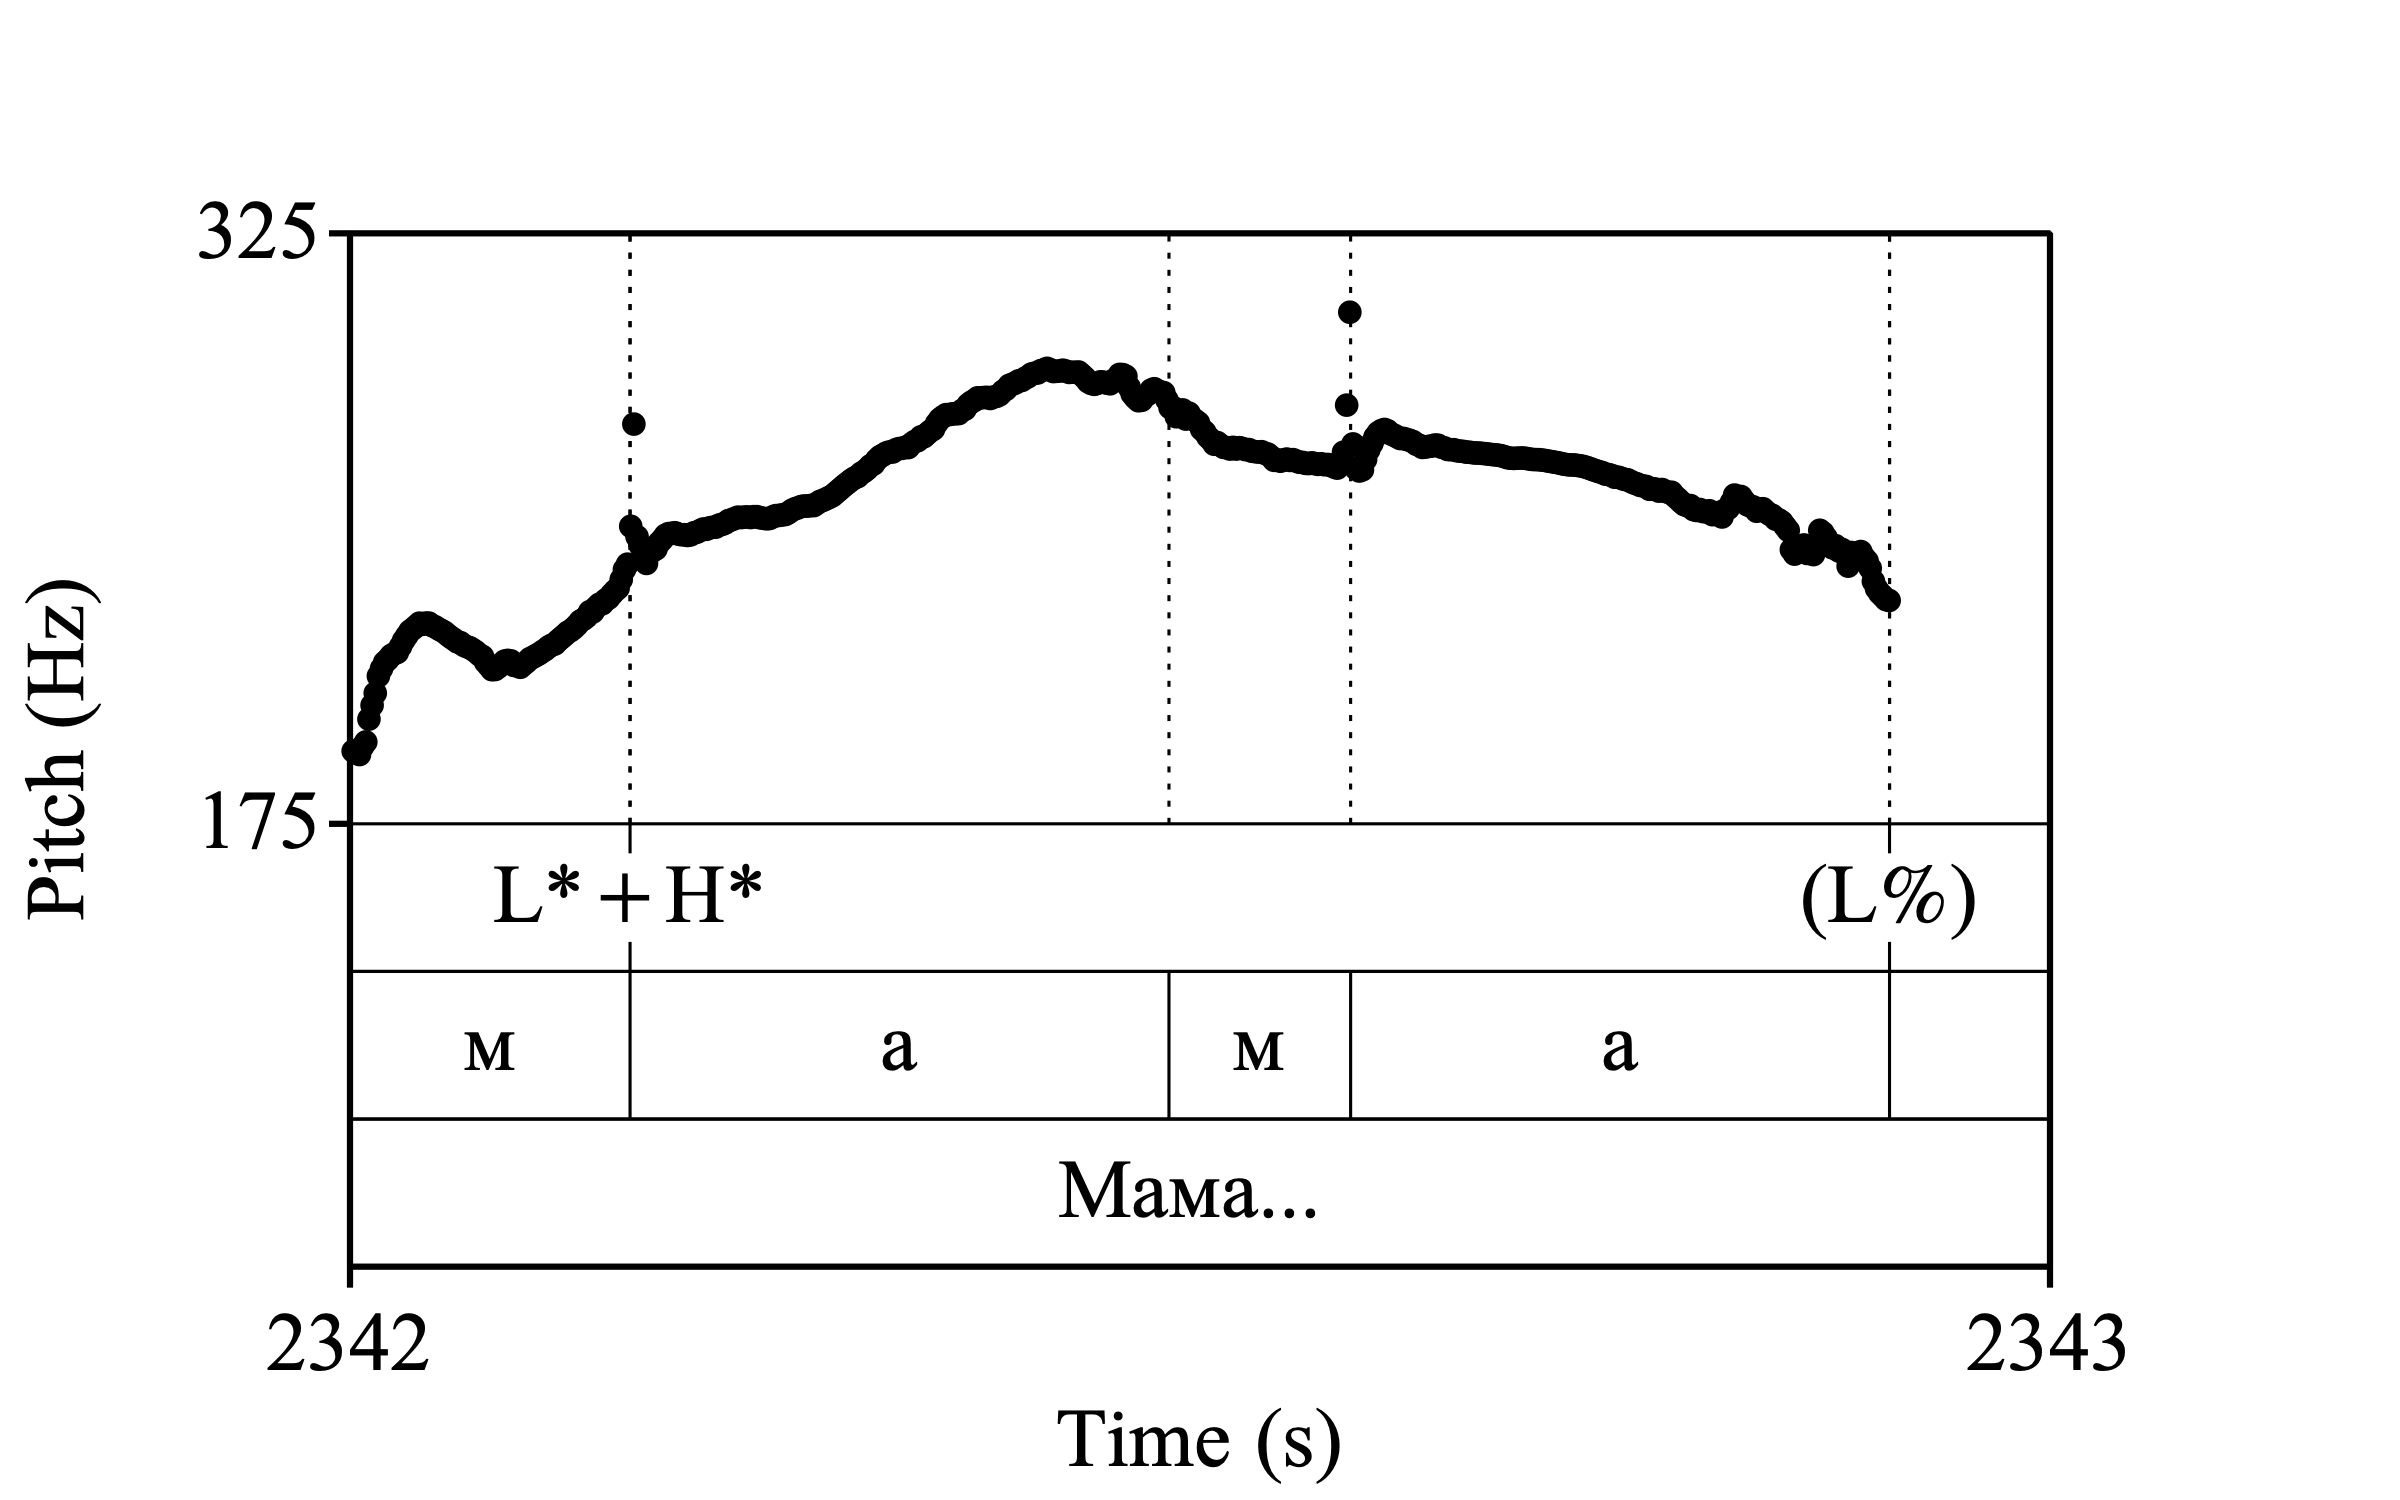 325
175
Pitch (Hz)
L*+H* (L%)
м а м а
Мама...
2342 2343
Time (s)